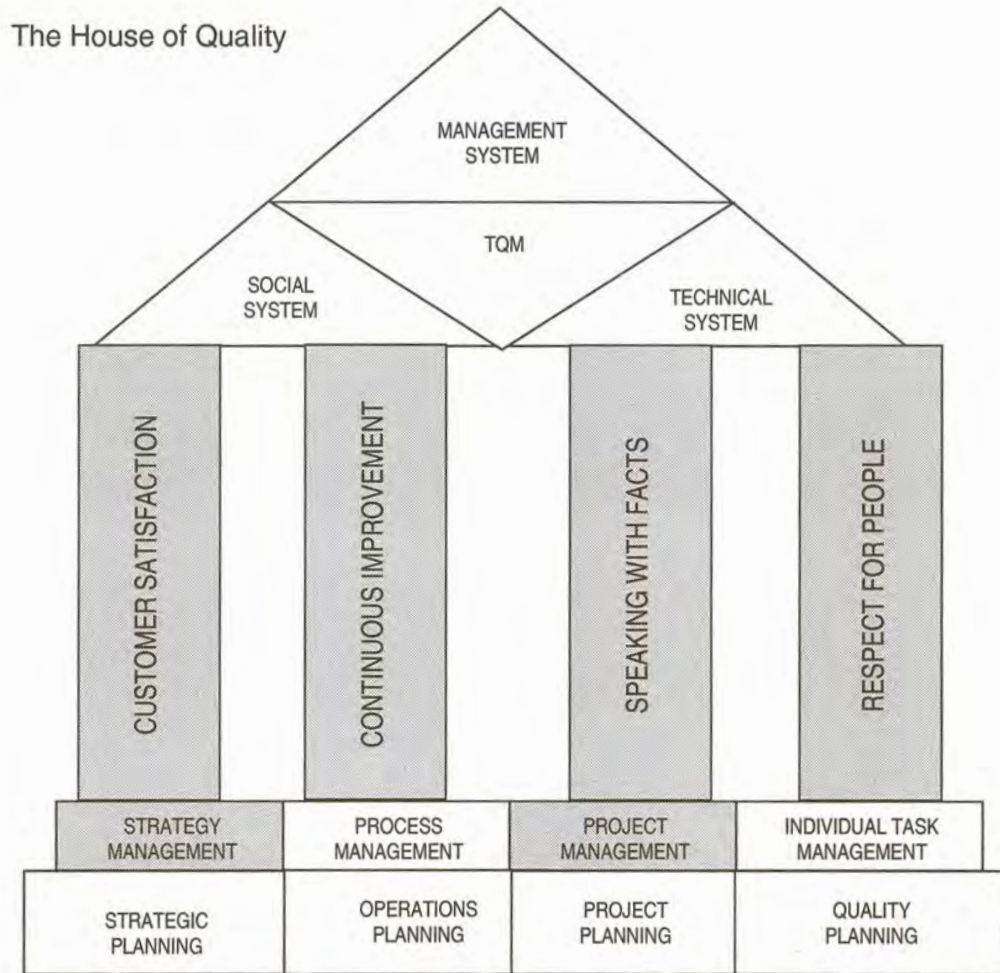 The House of Quality
MANAGEMENT
SYSTEM
TQM
SOCIAL
SYSTEM
TECHNICAL
SYSTEM
CUSTOMER SATISFACTION
CONTINUOUS IMPROVEMENT
SPEAKING WITH FACTS
RESPECT FOR PEOPLE
STRATEGY
MANAGEMENT
PROCESS
MANAGEMENT
PROJECT
MANAGEMENT
INDIVIDUAL TASK
MANAGEMENT
STRATEGIC
PLANNING
OPERATIONS
PLANNING
PROJECT
PLANNING
QUALITY
PLANNING